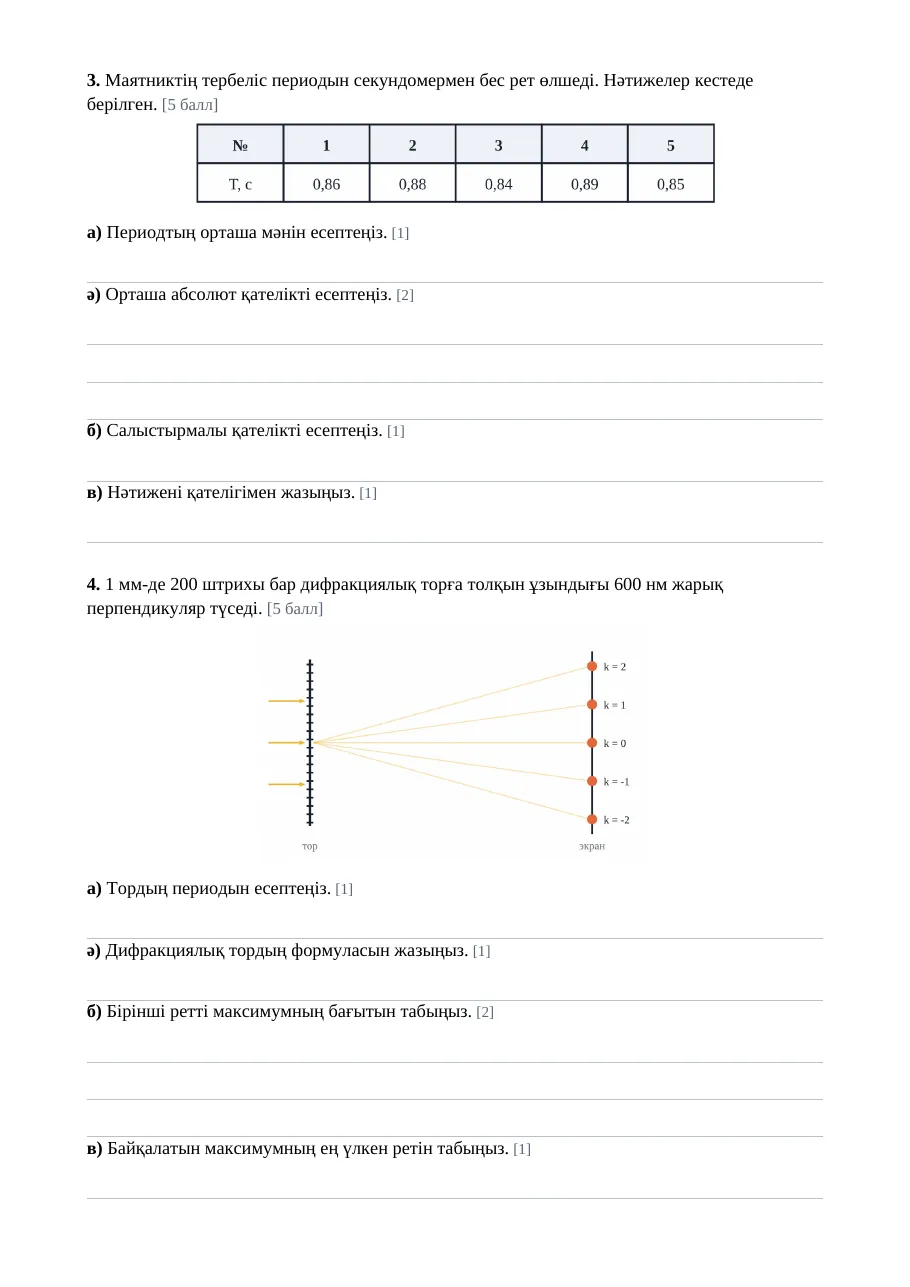 3. Маятниктің тербеліс периодын секундомермен бес рет өлшеді. Нәтижелер кестеде
берілген. [5 балл]
№ 1 2 3 4 5
T, с 0,86 0,88 0,84 0,89 0,85
а) Периодтың орташа мәнін есептеңіз. [1]
ә) Орташа абсолют қателікті есептеңіз. [2]
б) Салыстырмалы қателікті есептеңіз. [1]
в) Нәтижені қателігімен жазыңыз. [1]
4. 1 мм-де 200 штрихы бар дифракциялық торға толқын ұзындығы 600 нм жарық
перпендикуляр түседі. [5 балл]
k = 2
k = 1
k = 0
k = -1
k = -2
тор экран
а) Тордың периодын есептеңіз. [1]
ә) Дифракциялық тордың формуласын жазыңыз. [1]
б) Бірінші ретті максимумның бағытын табыңыз. [2]
в) Байқалатын максимумның ең үлкен ретін табыңыз. [1]